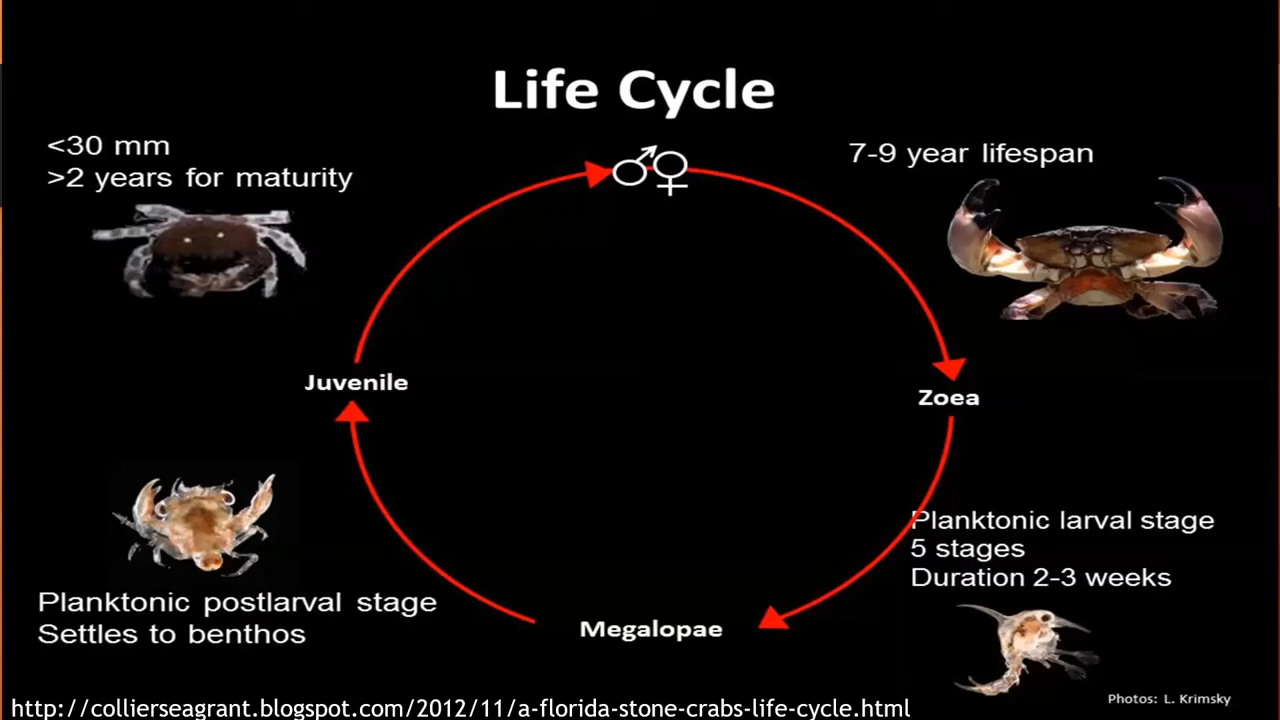 Life Cycle
<30 mm
>2 years for maturity
♂♀
7-9 year lifespan
Juvenile
Zoea
Planktonic larval stage
5 stages
Duration 2-3 weeks
Planktonic postlarval stage
Settles to benthos
Megalopae
Photos: L. Krimsky
http://collierseagrant.blogspot.com/2012/11/a-florida-stone-crabs-life-cycle.html